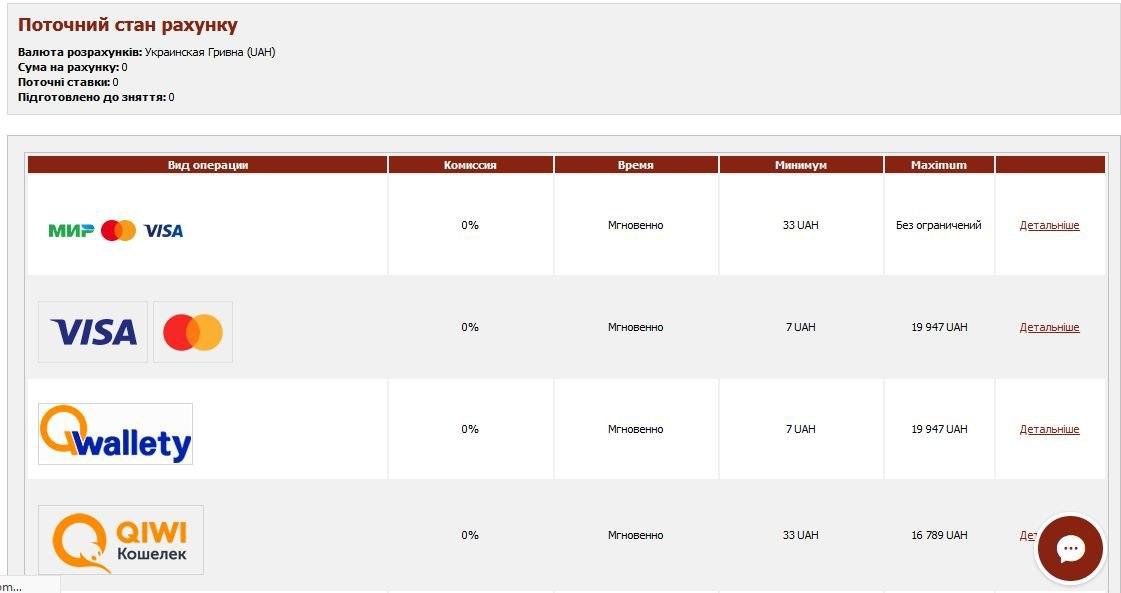 Поточний стан рахунку
Валюта розрахунків: Украинская Гривна (UAH)
Сума на рахунку: 0
Поточні ставки: 0
Підготовлено до зняття: 0
Вид операции Комиссия Время Минимум Maximum
МИР VISA 0% Мгновенно 33 UAH Без ограничений Детальніше
VISA 0% Мгновенно 7 UAH 19 947 UAH Детальніше
Qwallety 0% Мгновенно 7 UAH 19 947 UAH Детальніше
QIWI
Кошелек 0% Мгновенно 33 UAH 16 789 UAH Де
om...